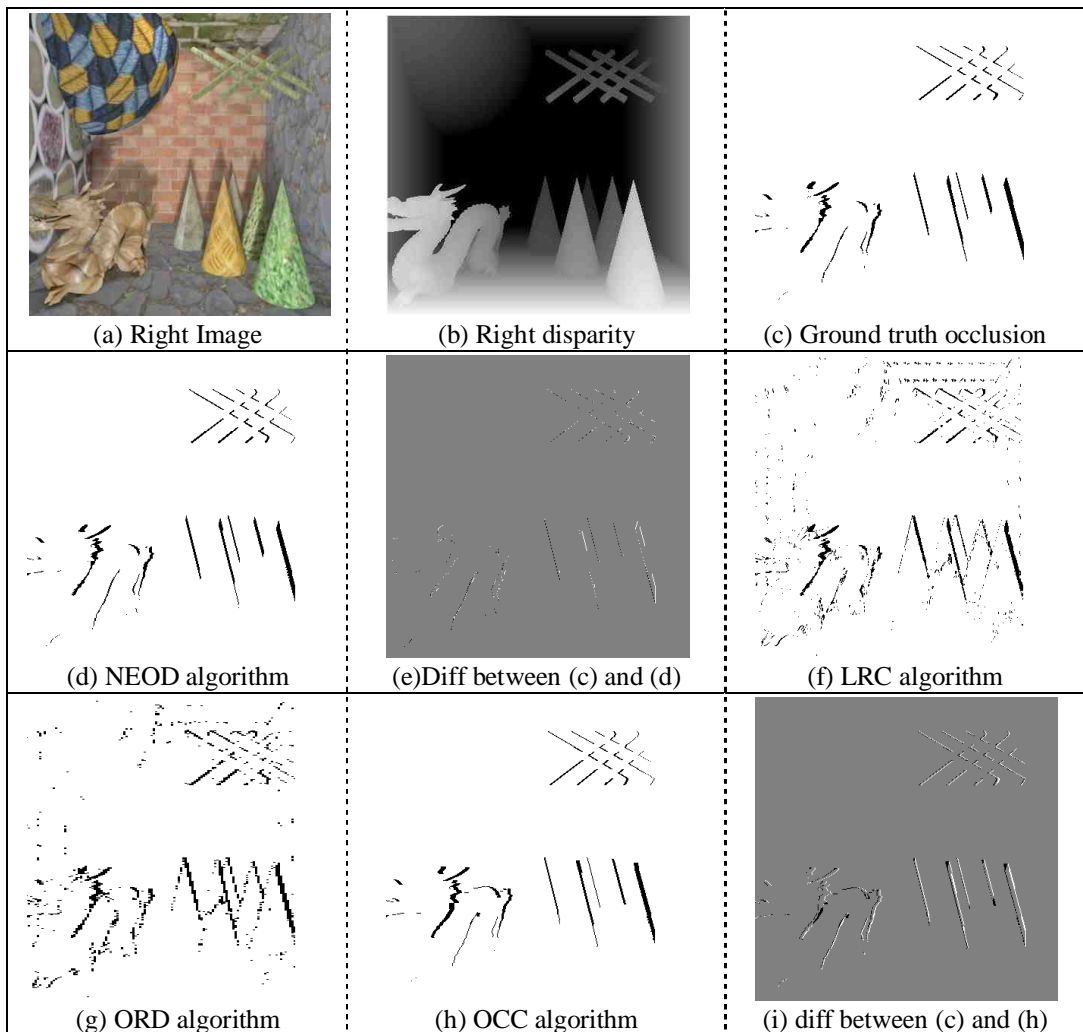 (a) Right Image
(b) Right disparity
(c) Ground truth occlusion
(d) NEOD algorithm
(e)Diff between (c) and (d)
(f) LRC algorithm
(g) ORD algorithm
(h) OCC algorithm
(i) diff between (c) and (h)